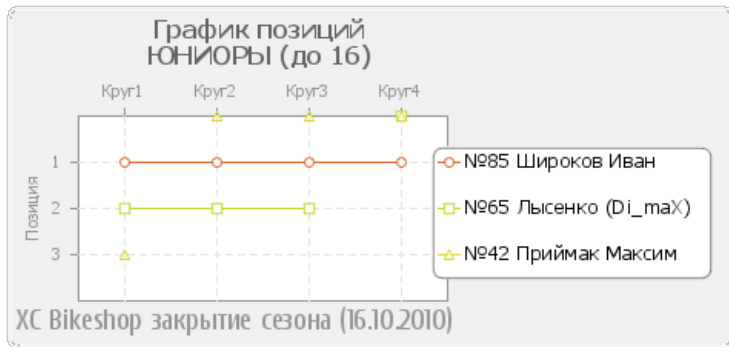 График позиций
ЮНИОРЫ (до 16)
Круг1 Круг2 Круг3 Круг4
Позиция
1
2
3
№85 Широков Иван
№65 Лысенко (Di_maX)
№42 Приймак Максим
XC Bikeshop закрытие сезона (16.10.2010)